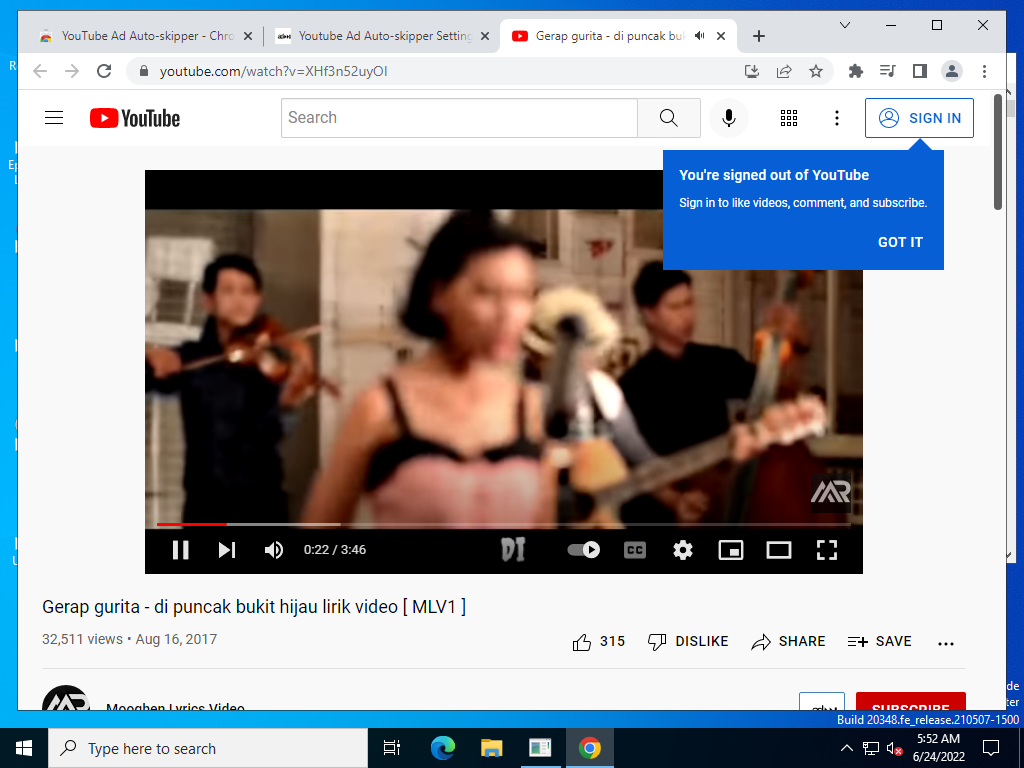 YouTube Ad Auto-skipper - Chro
Youtube Ad Auto-skipper Setting
Gerap gurita - di puncak buki
youtube.com/watch?v=XHf3n52uyOI
YouTube
Search
SIGN IN
You're signed out of YouTube
Sign in to like videos, comment, and subscribe.
GOT IT
MR
0:22 / 3:46
DI
CC
Gerap gurita - di puncak bukit hijau lirik video [ MLV1 ]
32,511 views • Aug 16, 2017
315
DISLIKE
SHARE
SAVE
Mooghen Lyrics Video
SUBSCRIBE
Build 20348.fe_release.210507-1500
Type here to search
5:52 AM
6/24/2022